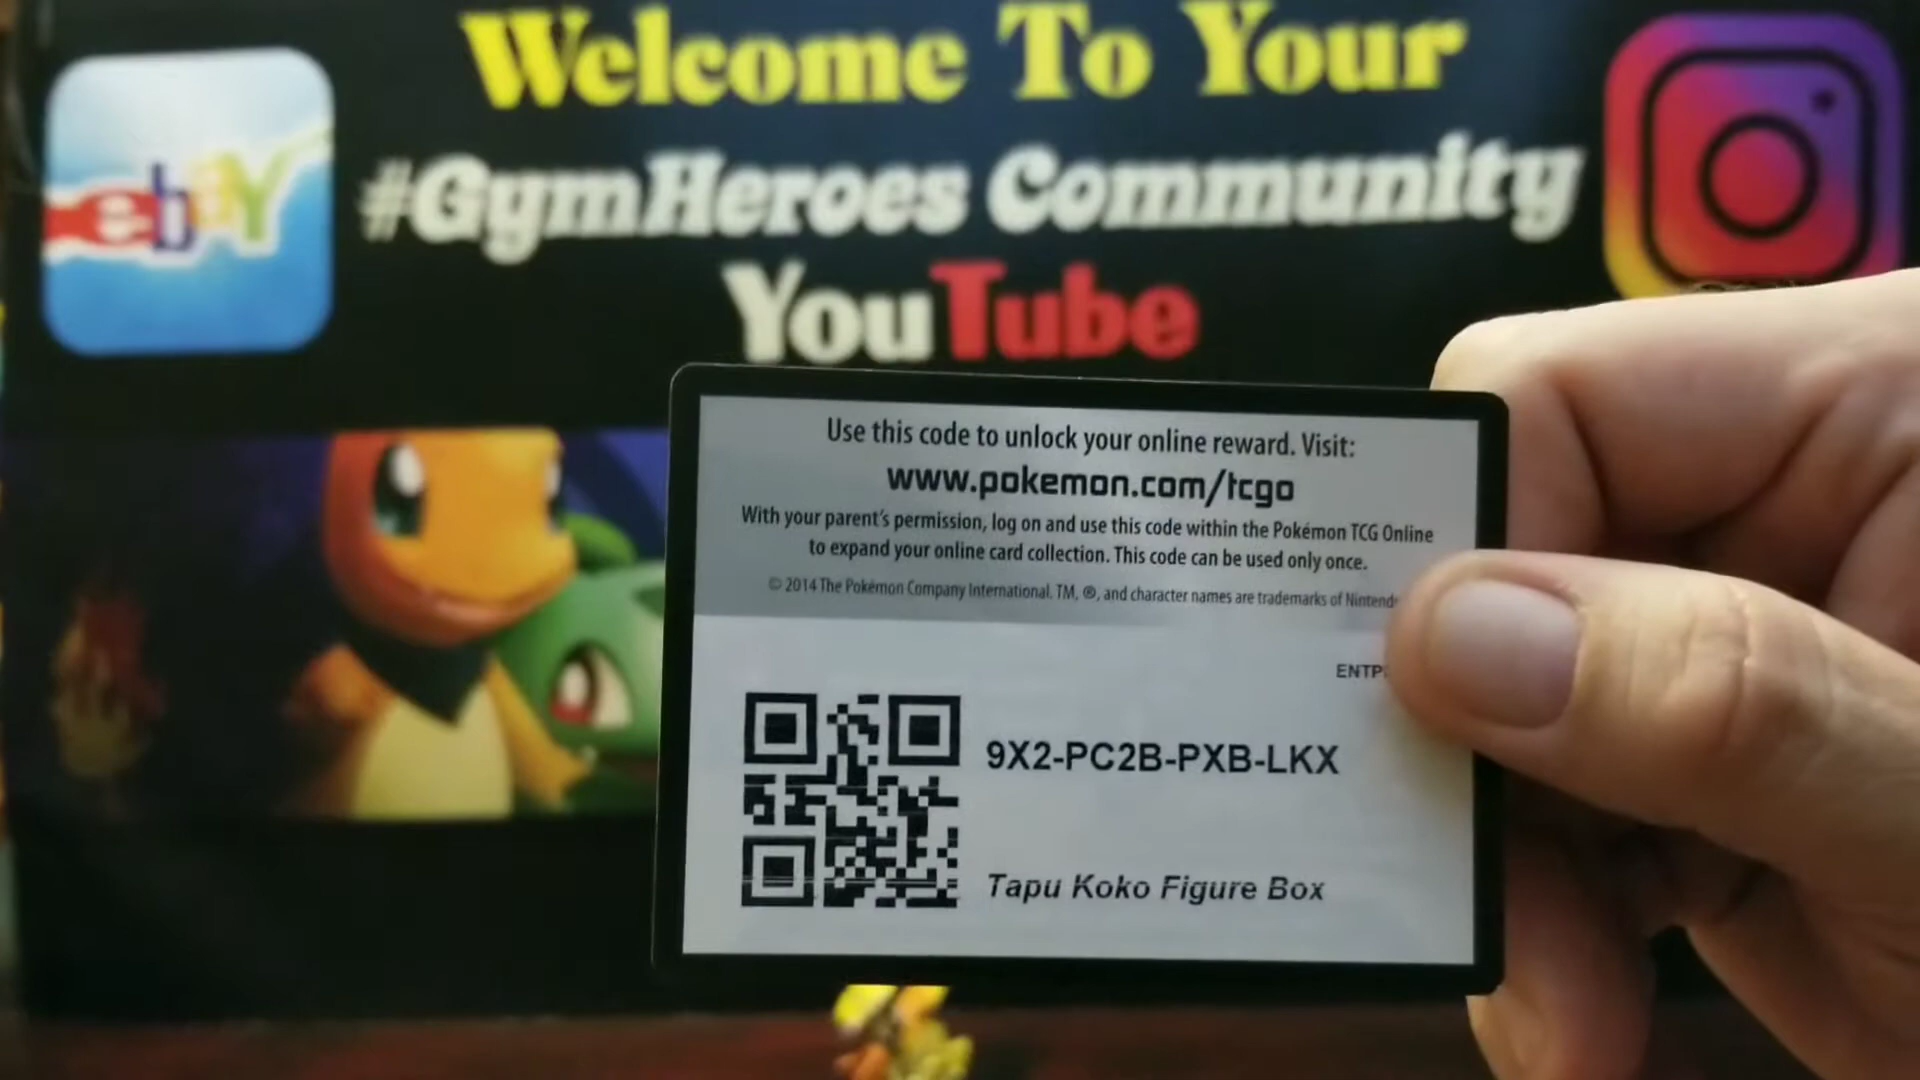 Welcome To Your
ebaY
#GymHeroes Community
YouTube
Use this code to unlock your online reward. Visit:
www.pokemon.com/tcgo
With your parent's permission, log on and use this code within the Pokémon TCG Online
to expand your online card collection. This code can be used only once.
© 2014 The Pokémon Company International. TM, ®, and character names are trademarks of Nintend
ENTP
9X2-PC2B-PXB-LKX
Tapu Koko Figure Box